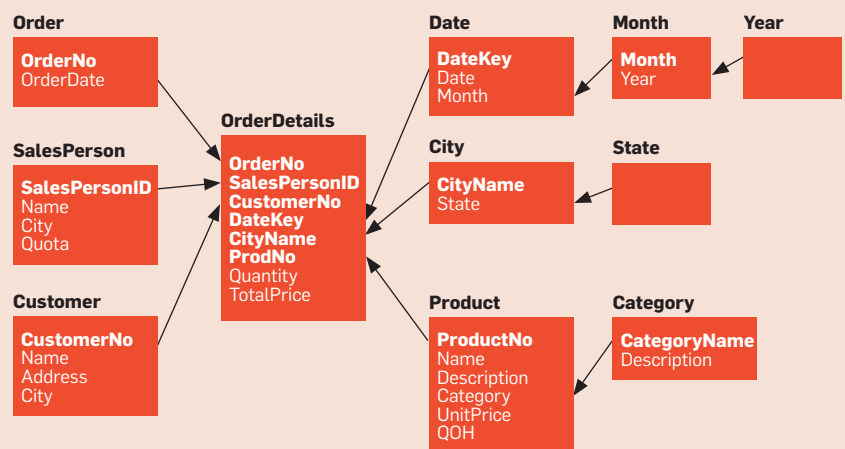 Order
OrderNo
OrderDate
SalesPerson
SalesPersonID
Name
City
Quota
Customer
CustomerNo
Name
Address
City
OrderDetails
OrderNo
SalesPersonID
CustomerNo
DateKey
CityName
ProdNo
Quantity
TotalPrice
Date
DateKey
Date
Month
Month
Month
Year
Year
City
CityName
State
State
Product
ProductNo
Name
Description
Category
UnitPrice
QOH
Category
CategoryName
Description